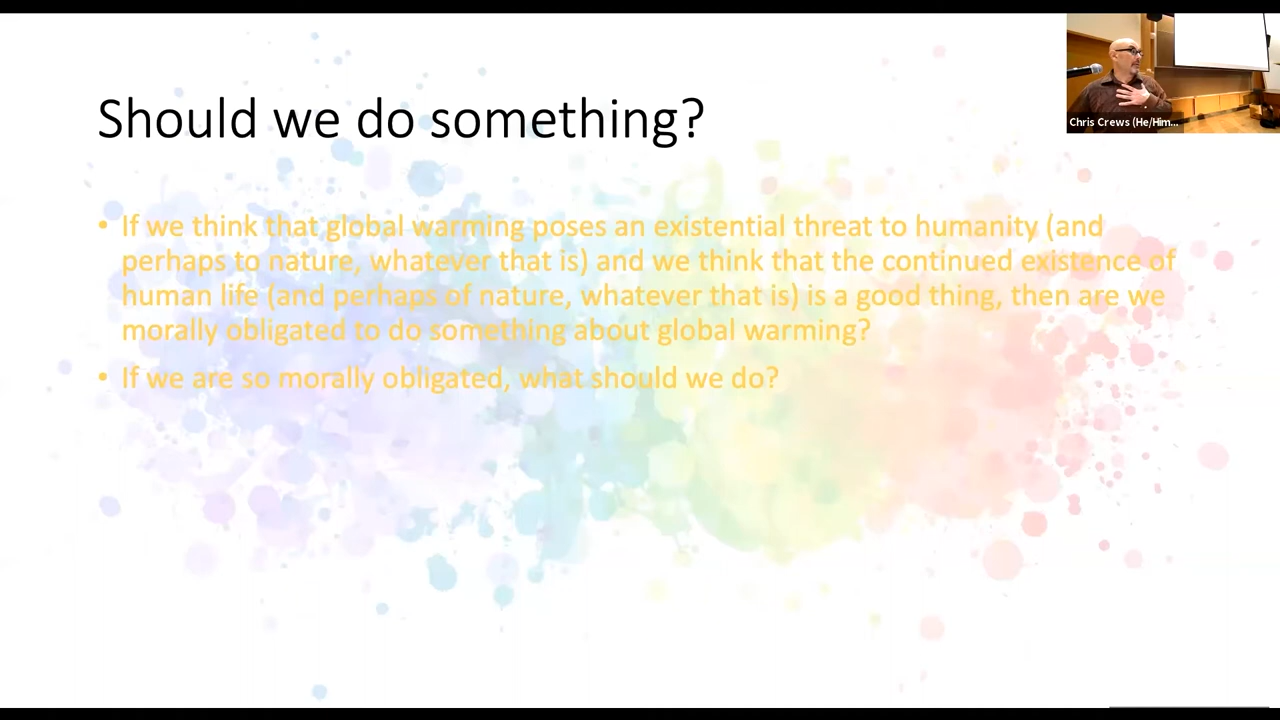 Should we do something?
• If we think that global warming poses an existential threat to humanity (and
perhaps to nature, whatever that is) and we think that the continued existence of
human life (and perhaps of nature, whatever that is) is a good thing, then are we
morally obligated to do something about global warming?
• If we are so morally obligated, what should we do?
Chris Crews (He/Him...